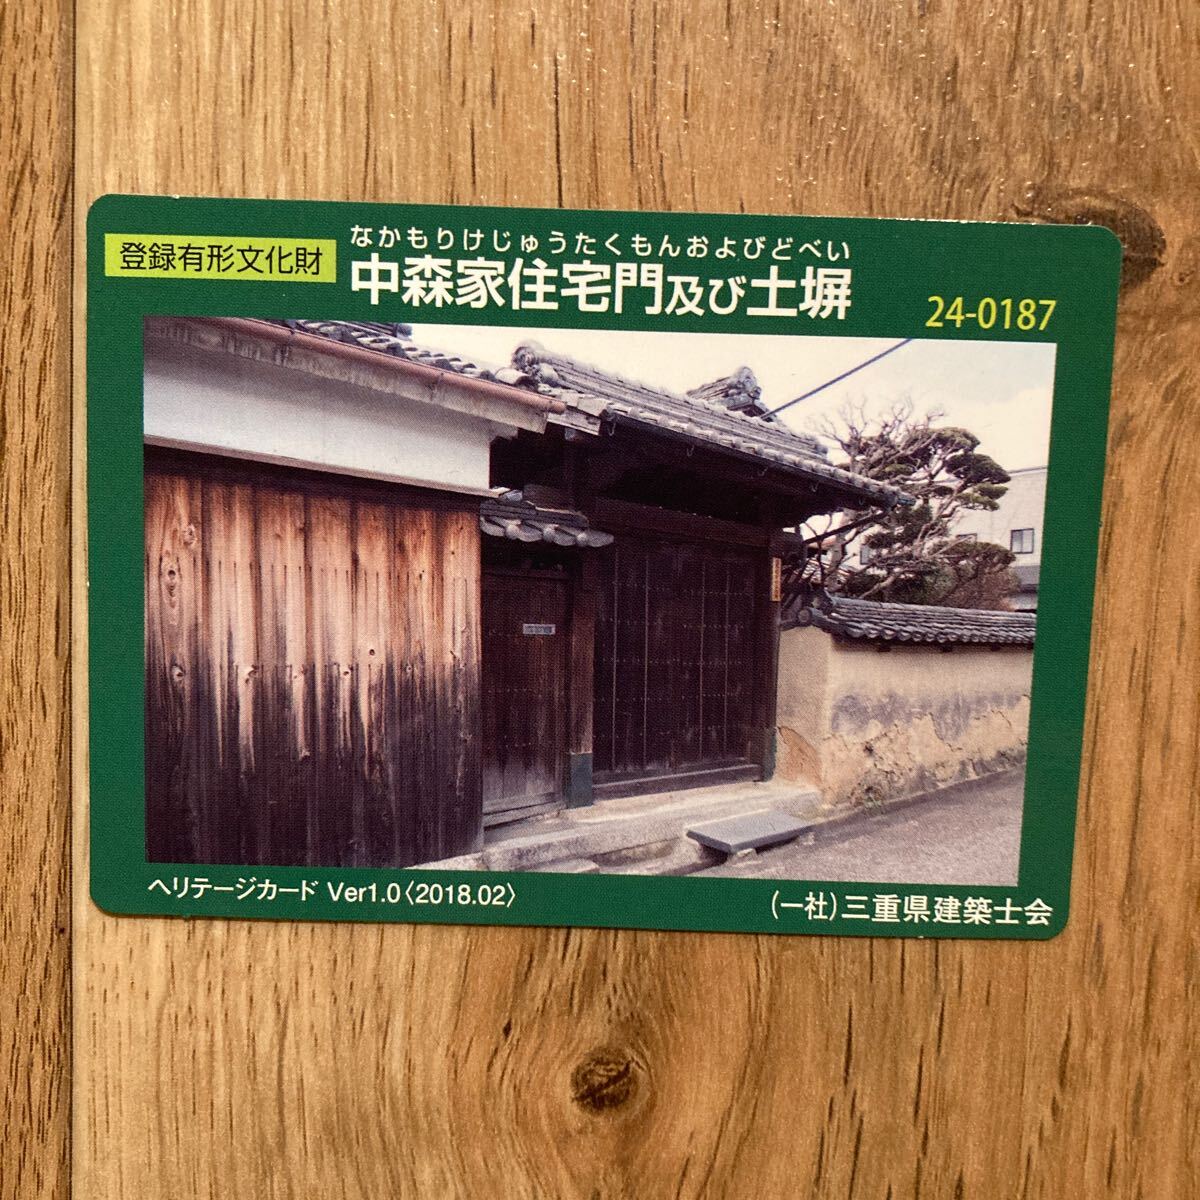 登録有形文化財
なかもりけじゅうたくもんおよびどべい
中森家住宅門及び土塀
24-0187
ヘリテージカード Ver1.0〈2018.02〉
(一社)三重県建築士会